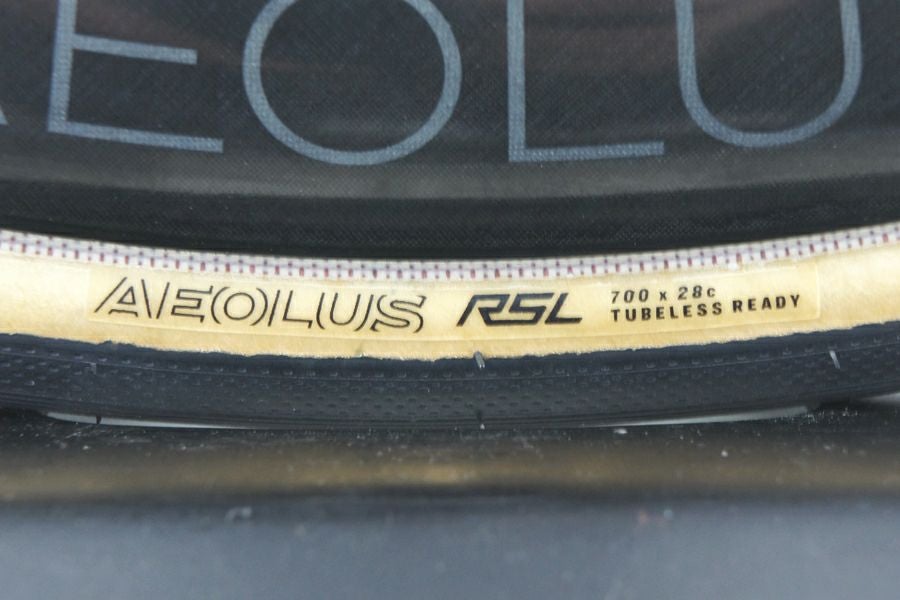 AEOLU
AEOLUS RSL 700 x 28c
TUBELESS READY